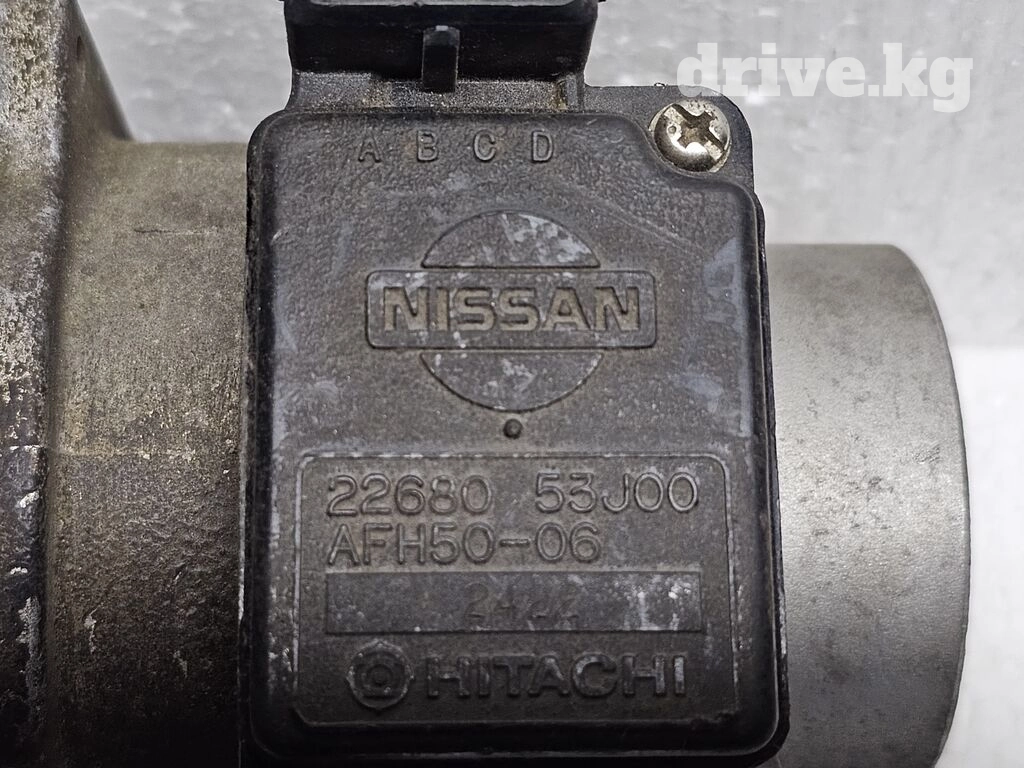 drive.kg
A B C D
NISSAN
22680 53J00
AFH50-06
HITACHI